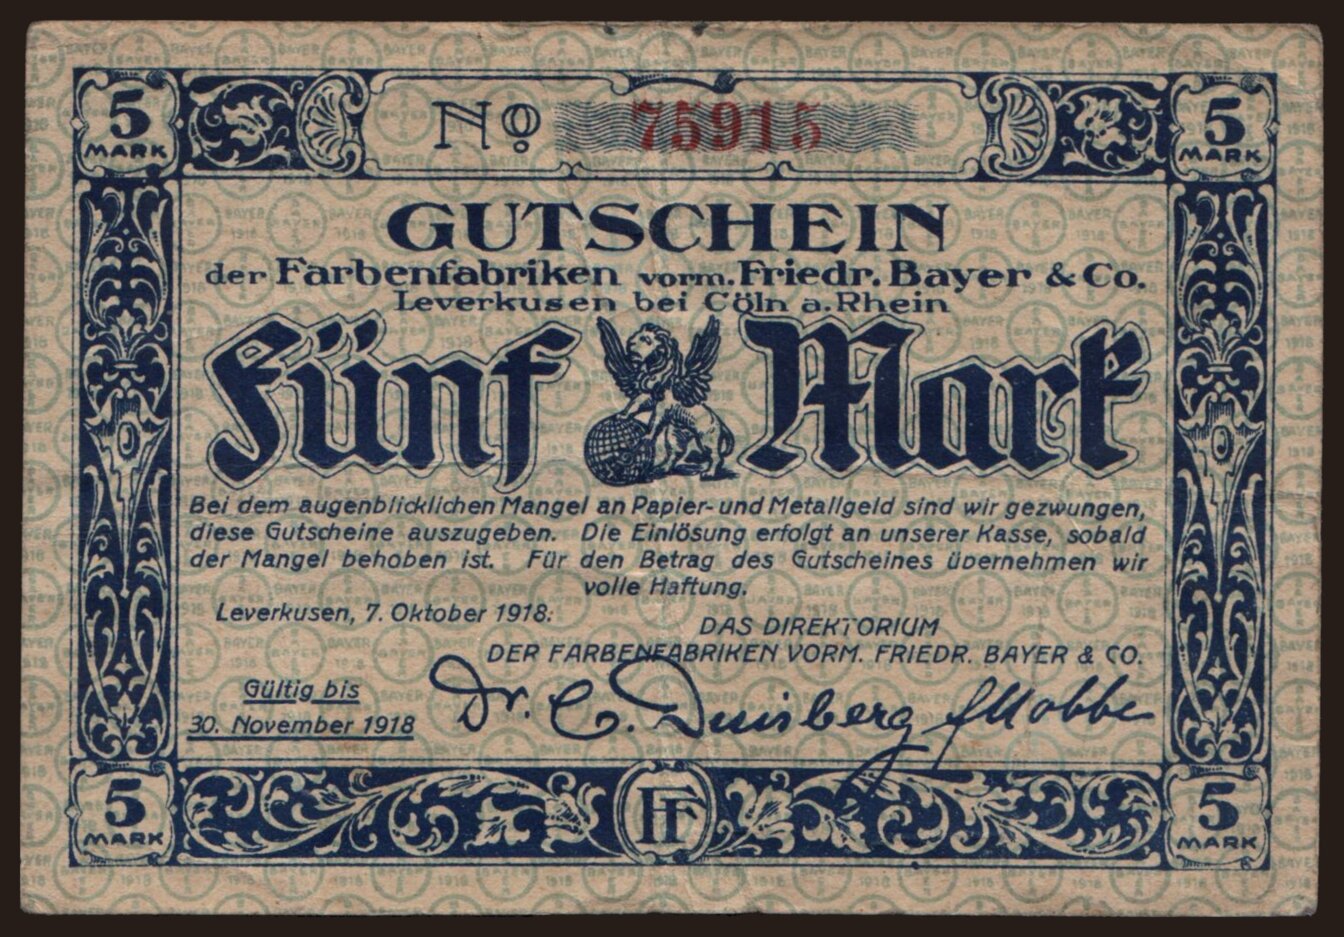 5 MARK
No 75915
5 MARK
GUTSCHEIN
der Farbenfabriken vorm. Friedr. Bayer & Co.
Leverkusen bei Cöln a. Rhein
Fünf Mark
Bei dem augenblicklichen Mangel an Papier- und Metallgeld sind wir gezwungen,
diese Gutscheine auszugeben. Die Einlösung erfolgt an unserer Kasse, sobald
der Mangel behoben ist. Für den Betrag des Gutscheines übernehmen wir
volle Haftung.
Leverkusen, 7. Oktober 1918:
DAS DIREKTORIUM
DER FARBENFABRIKEN VORM. FRIEDR. BAYER & CO.
Gültig bis
30. November 1918
Dr. C. Duisberg
5 MARK
FF
5 MARK
BAYER
1918